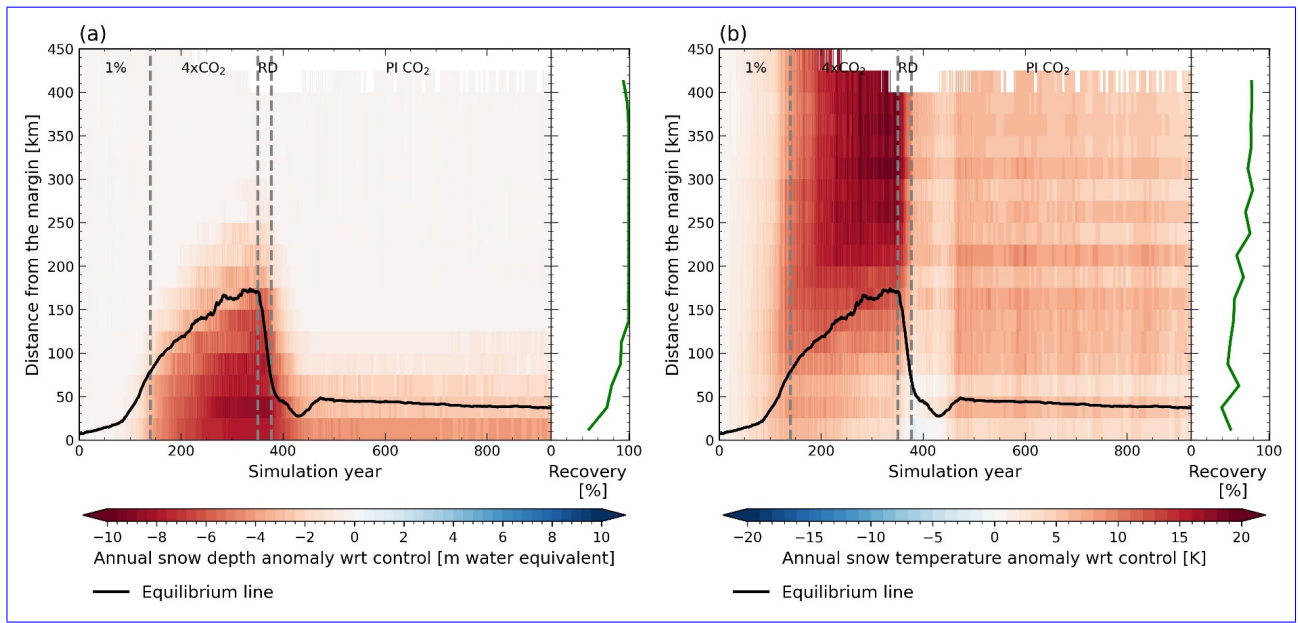 (a)
(b)
1% 4xCO₂ RD PI CO₂
1% 4xCO₂ RD PI CO₂
Distance from the margin [km]
450
400
350
300
250
200
150
100
50
0
0 200 400 600 800 0 100
Simulation year
Recovery
[%]
−10 −8 −6 −4 −2 0 2 4 6 8 10
Annual snow depth anomaly wrt control [m water equivalent]
Equilibrium line
Distance from the margin [km]
450
400
350
300
250
200
150
100
50
0
0 200 400 600 800 0 100
Simulation year
Recovery
[%]
−20 −15 −10 −5 0 5 10 15 20
Annual snow temperature anomaly wrt control [K]
Equilibrium line